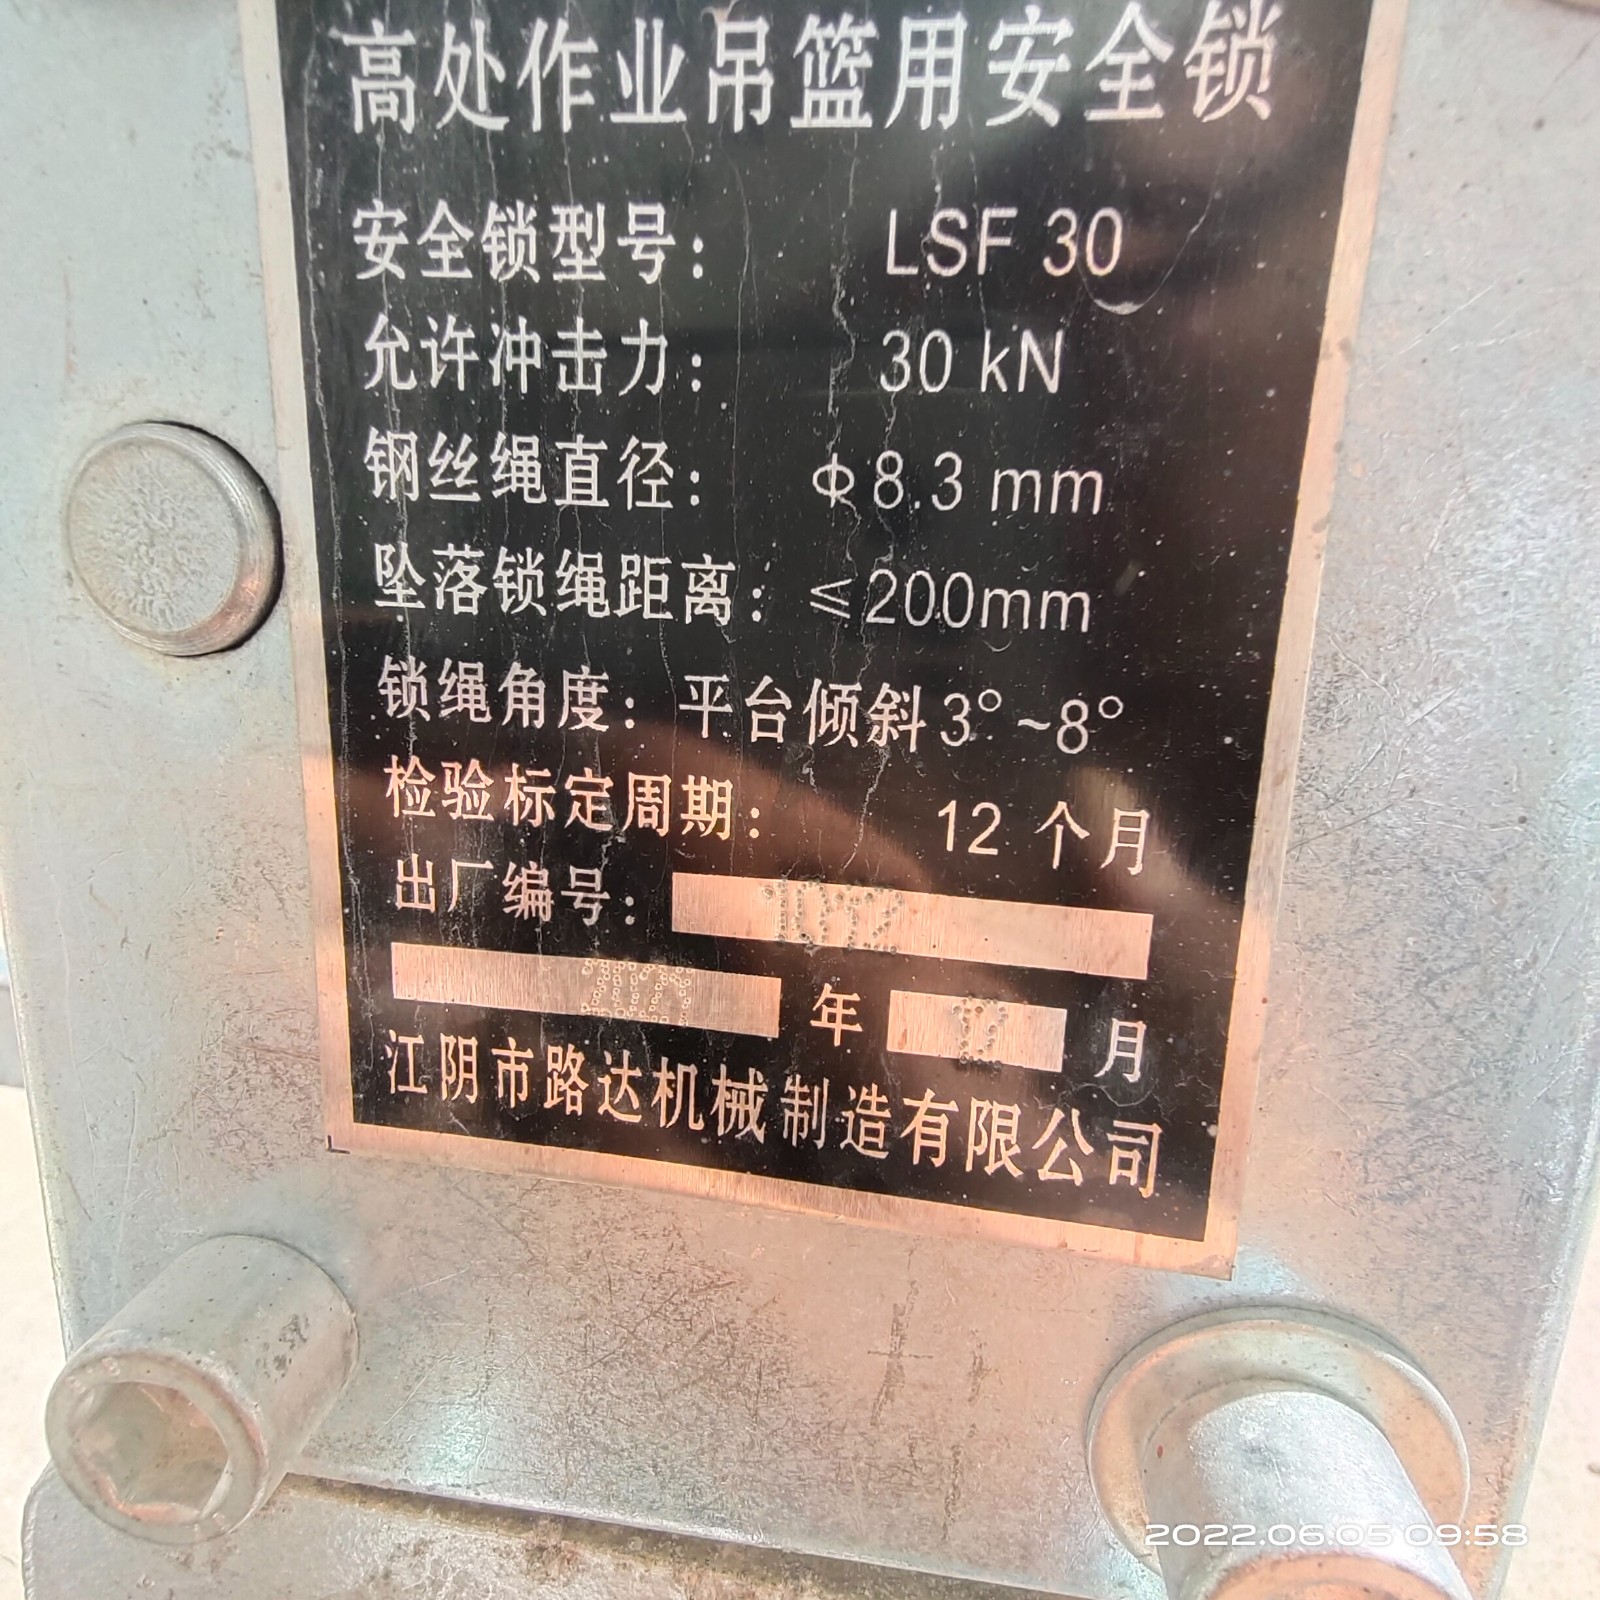 高处作业吊篮用安全锁
安全锁型号: LSF 30
允许冲击力: 30 kN
钢丝绳直径: Φ8.3 mm
坠落锁绳距离: ≤200mm
锁绳角度: 平台倾斜3°~8°
检验标定周期: 12 个月
出厂编号: 1012
年 12 月
江阴市路达机械制造有限公司
2022.06.05 09:58